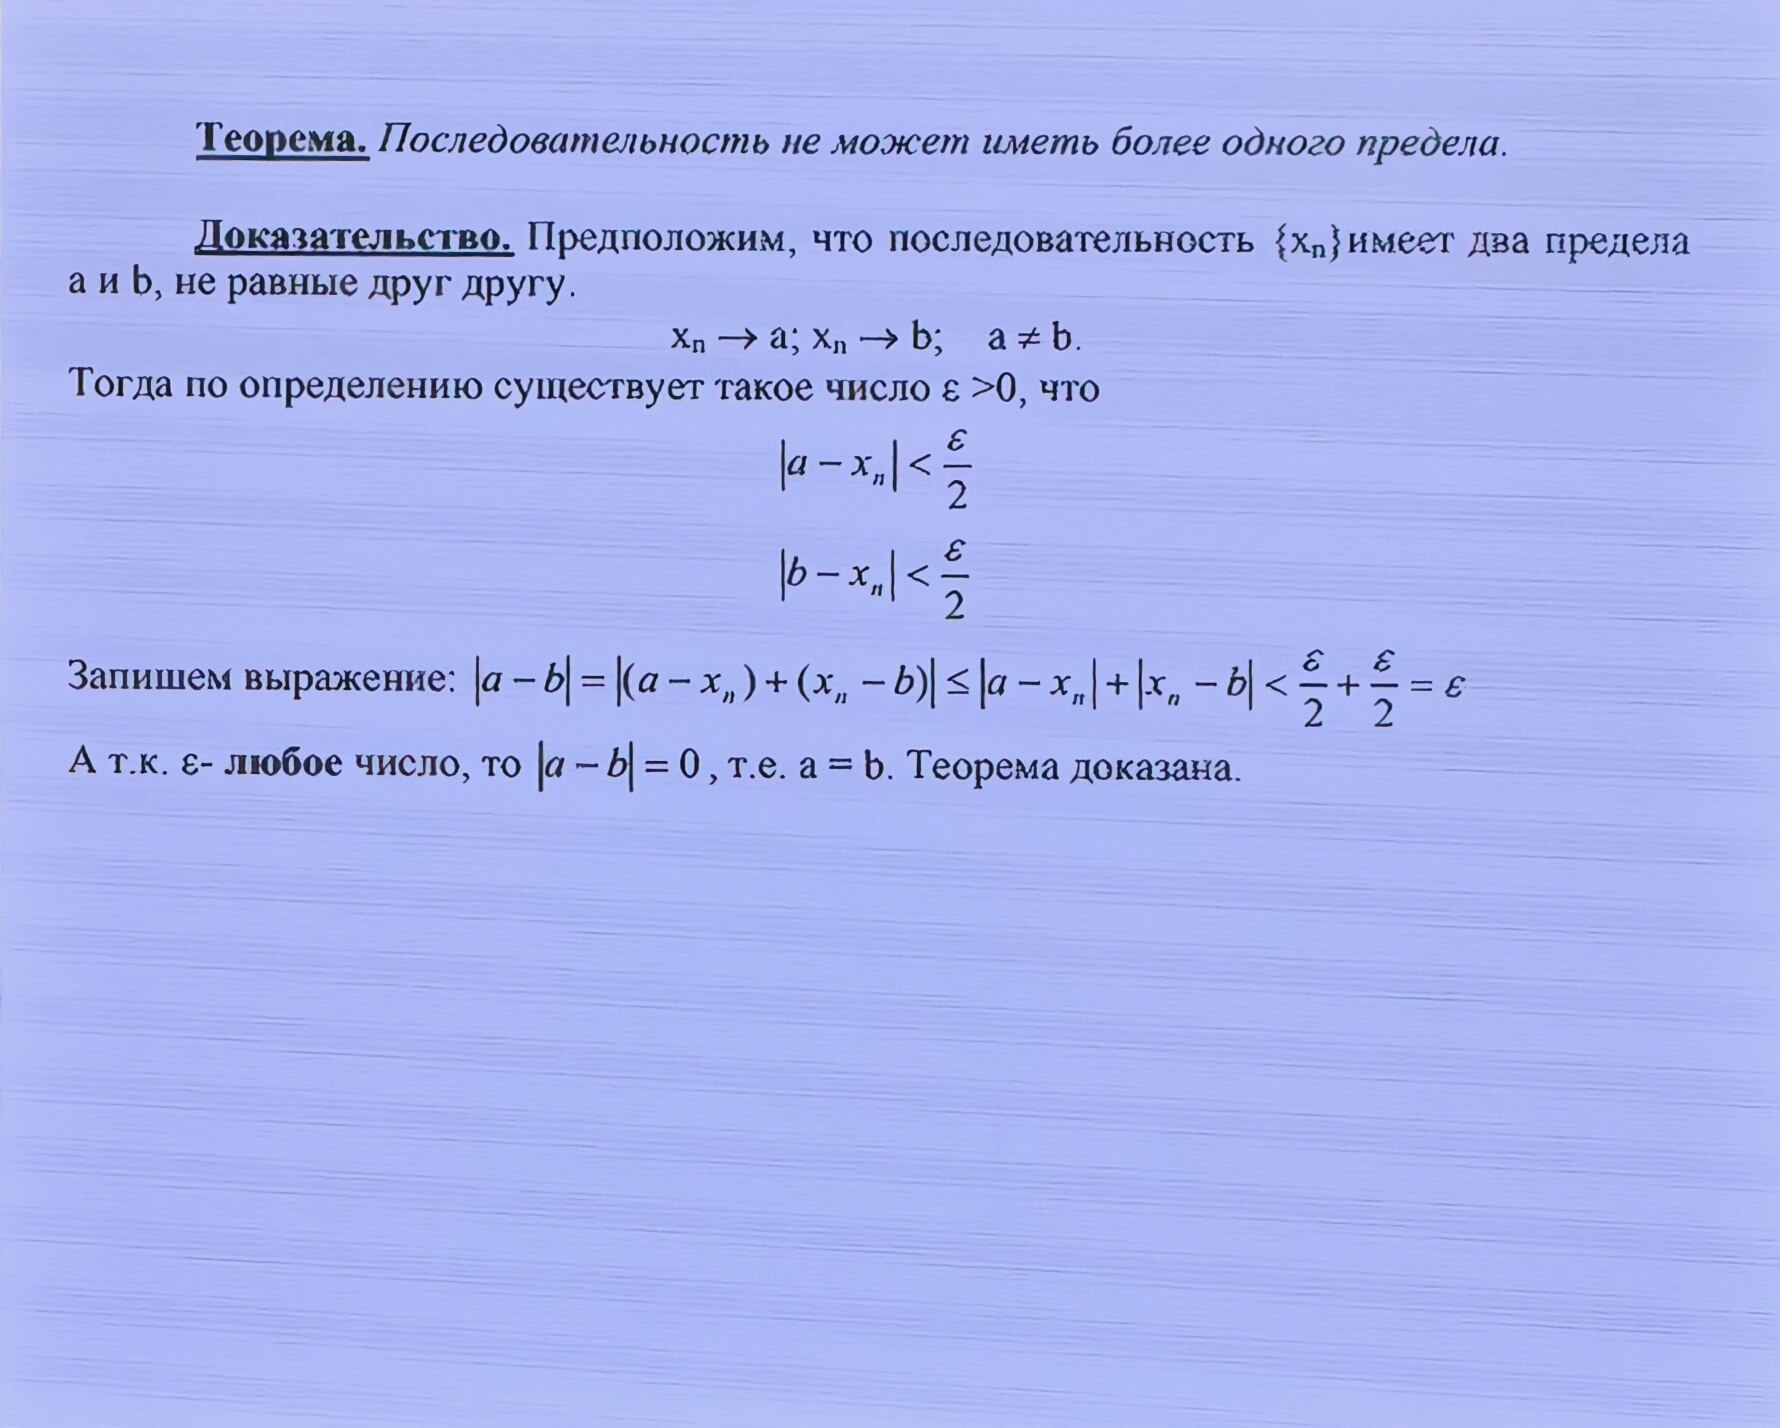 Теорема. Последовательность не может иметь более одного предела.
Доказательство. Предположим, что последовательность {xₙ}имеет два предела
a и b, не равные друг другу.
xₙ → a; xₙ → b; a ≠ b.
Тогда по определению существует такое число ε >0, что
|a − xₙ| < ε/2
|b − xₙ| < ε/2
Запишем выражение: |a − b| = |(a − xₙ) + (xₙ − b)| ≤ |a − xₙ| + |xₙ − b| < ε/2 + ε/2 = ε
А т.к. ε- любое число, то |a − b| = 0 , т.е. a = b. Теорема доказана.